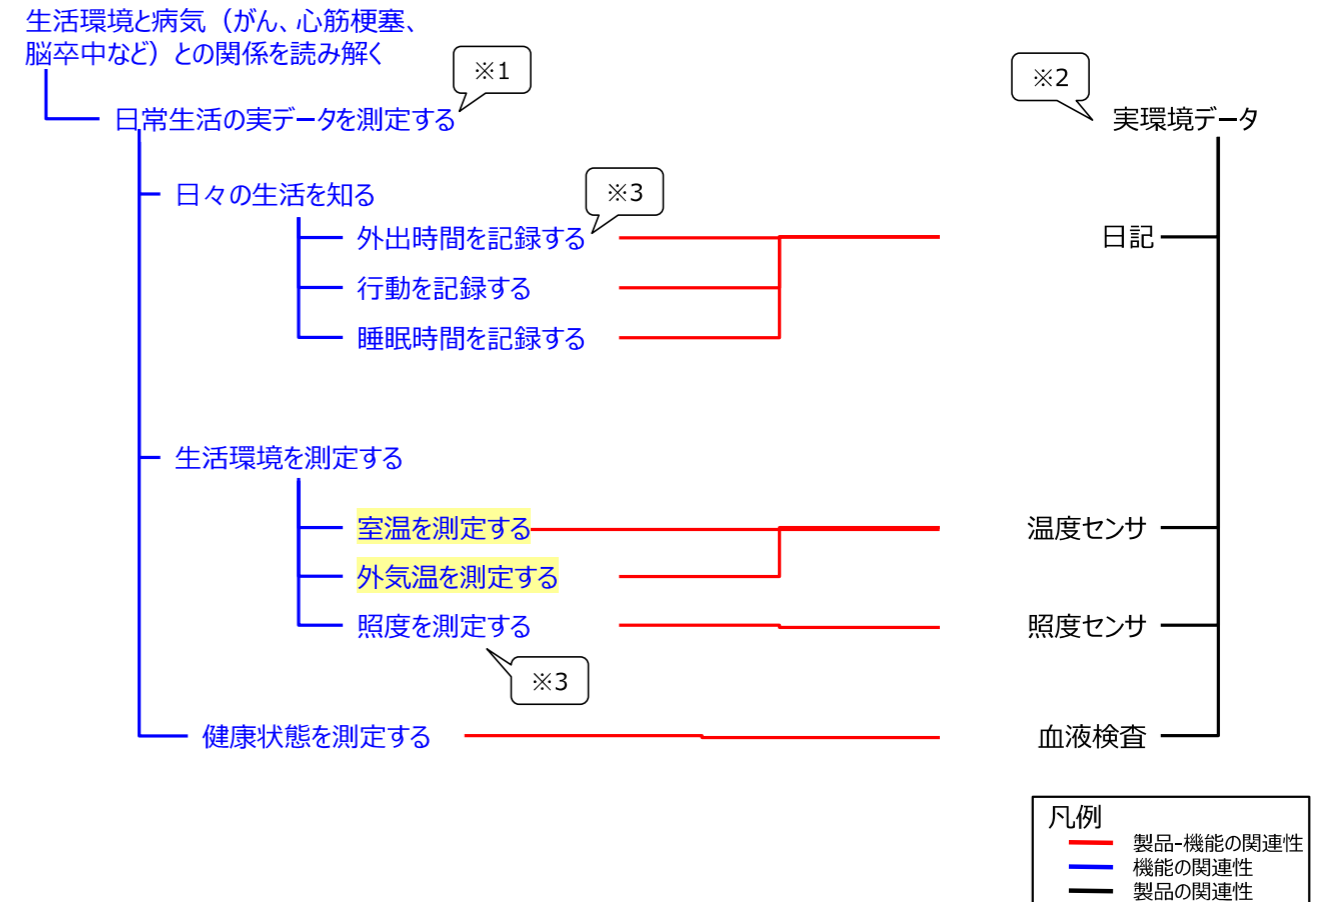 生活環境と病気（がん、心筋梗塞、
脳卒中など）との関係を読み解く
※1
※2
日常生活の実データを測定する
実環境データ
日々の生活を知る
※3
外出時間を記録する
日記
行動を記録する
睡眠時間を記録する
生活環境を測定する
室温を測定する
温度センサ
外気温を測定する
照度を測定する
照度センサ
※3
健康状態を測定する
血液検査
凡例
製品-機能の関連性
機能の関連性
製品の関連性